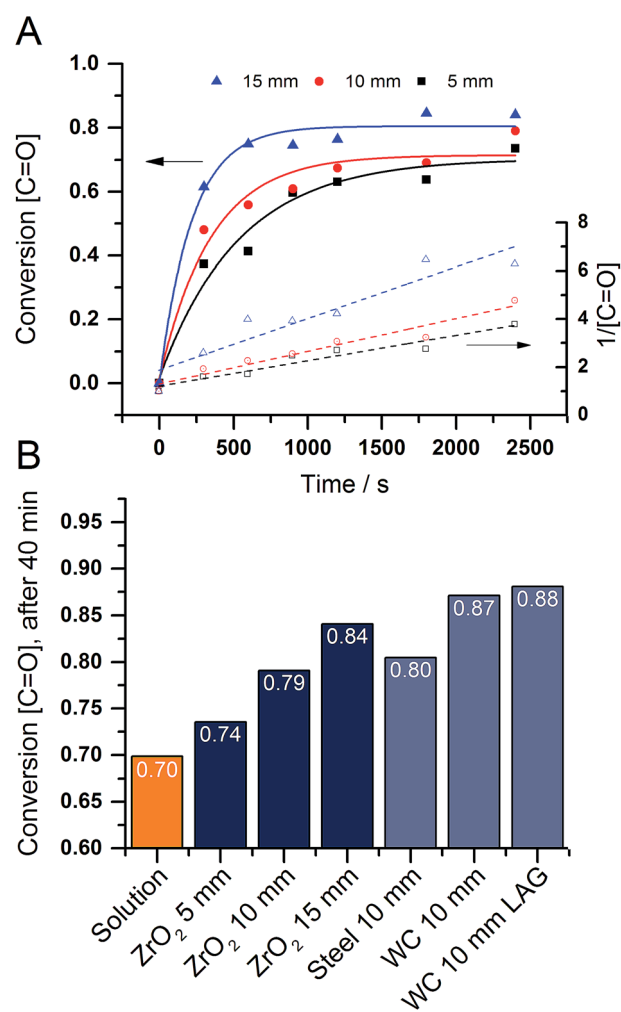 A
15 mm 10 mm 5 mm
Conversion [C=O]
1.0
0.8
0.6
0.4
0.2
0.0
8
6
4
2
0
1/[C=O]
0 500 1000 1500 2000 2500
Time / s
B
Conversion [C=O], after 40 min
0.95
0.90
0.85
0.80
0.75
0.70
0.65
0.60
0.70
0.74
0.79
0.84
0.80
0.87
0.88
Solution
ZrO₂ 5 mm
ZrO₂ 10 mm
ZrO₂ 15 mm
Steel 10 mm
WC 10 mm
WC 10 mm LAG